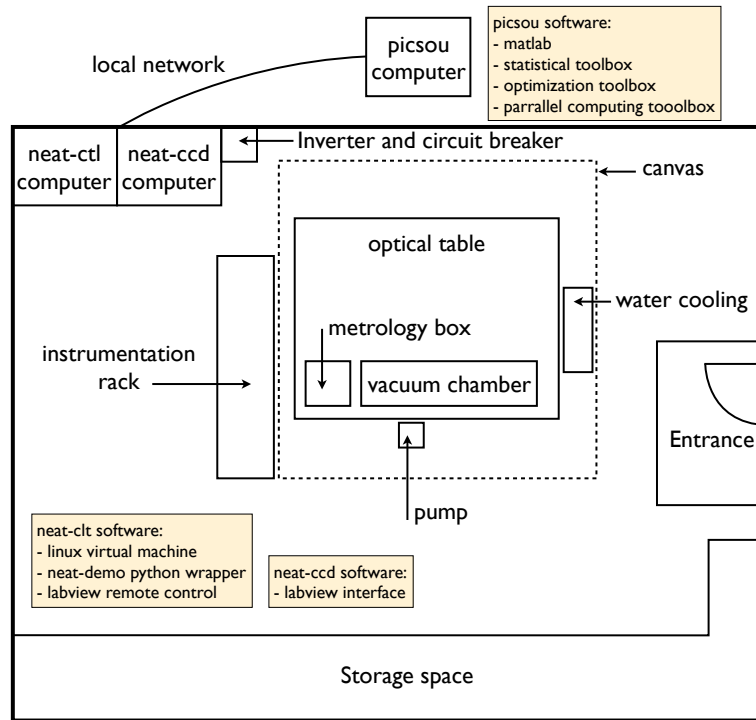 picsou software:
- matlab
- statistical toolbox
- optimization toolbox
- parrallel computing tooolbox
picsou
computer
local network
neat-ctl
computer
neat-ccd
computer
Inverter and circuit breaker
canvas
optical table
water cooling
metrology box
instrumentation
rack
vacuum chamber
Entrance
pump
neat-clt software:
- linux virtual machine
- neat-demo python wrapper
- labview remote control
neat-ccd software:
- labview interface
Storage space